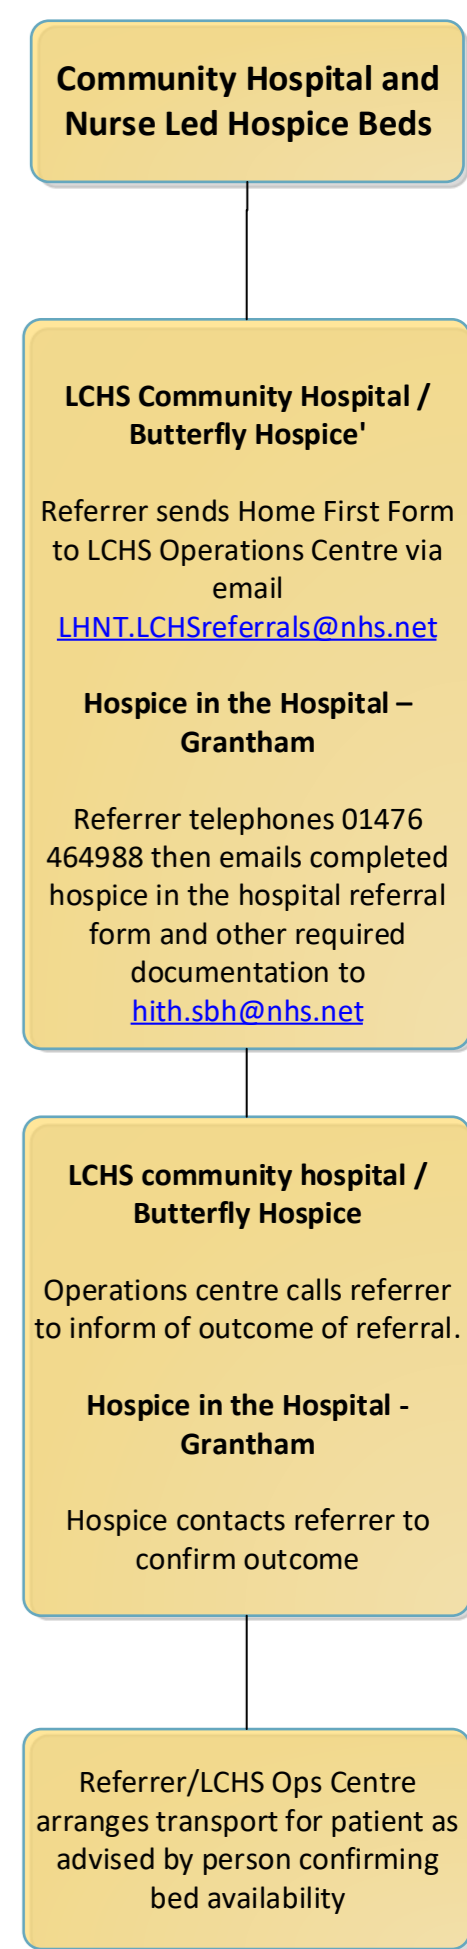 Community Hospital and
Nurse Led Hospice Beds
LCHS Community Hospital /
Butterfly Hospice'
Referrer sends Home First Form
to LCHS Operations Centre via
email
LHNT.LCHSreferrals@nhs.net
Hospice in the Hospital –
Grantham
Referrer telephones 01476
464988 then emails completed
hospice in the hospital referral
form and other required
documentation to
hith.sbh@nhs.net
LCHS community hospital /
Butterfly Hospice
Operations centre calls referrer
to inform of outcome of referral.
Hospice in the Hospital -
Grantham
Hospice contacts referrer to
confirm outcome
Referrer/LCHS Ops Centre
arranges transport for patient as
advised by person confirming
bed availability